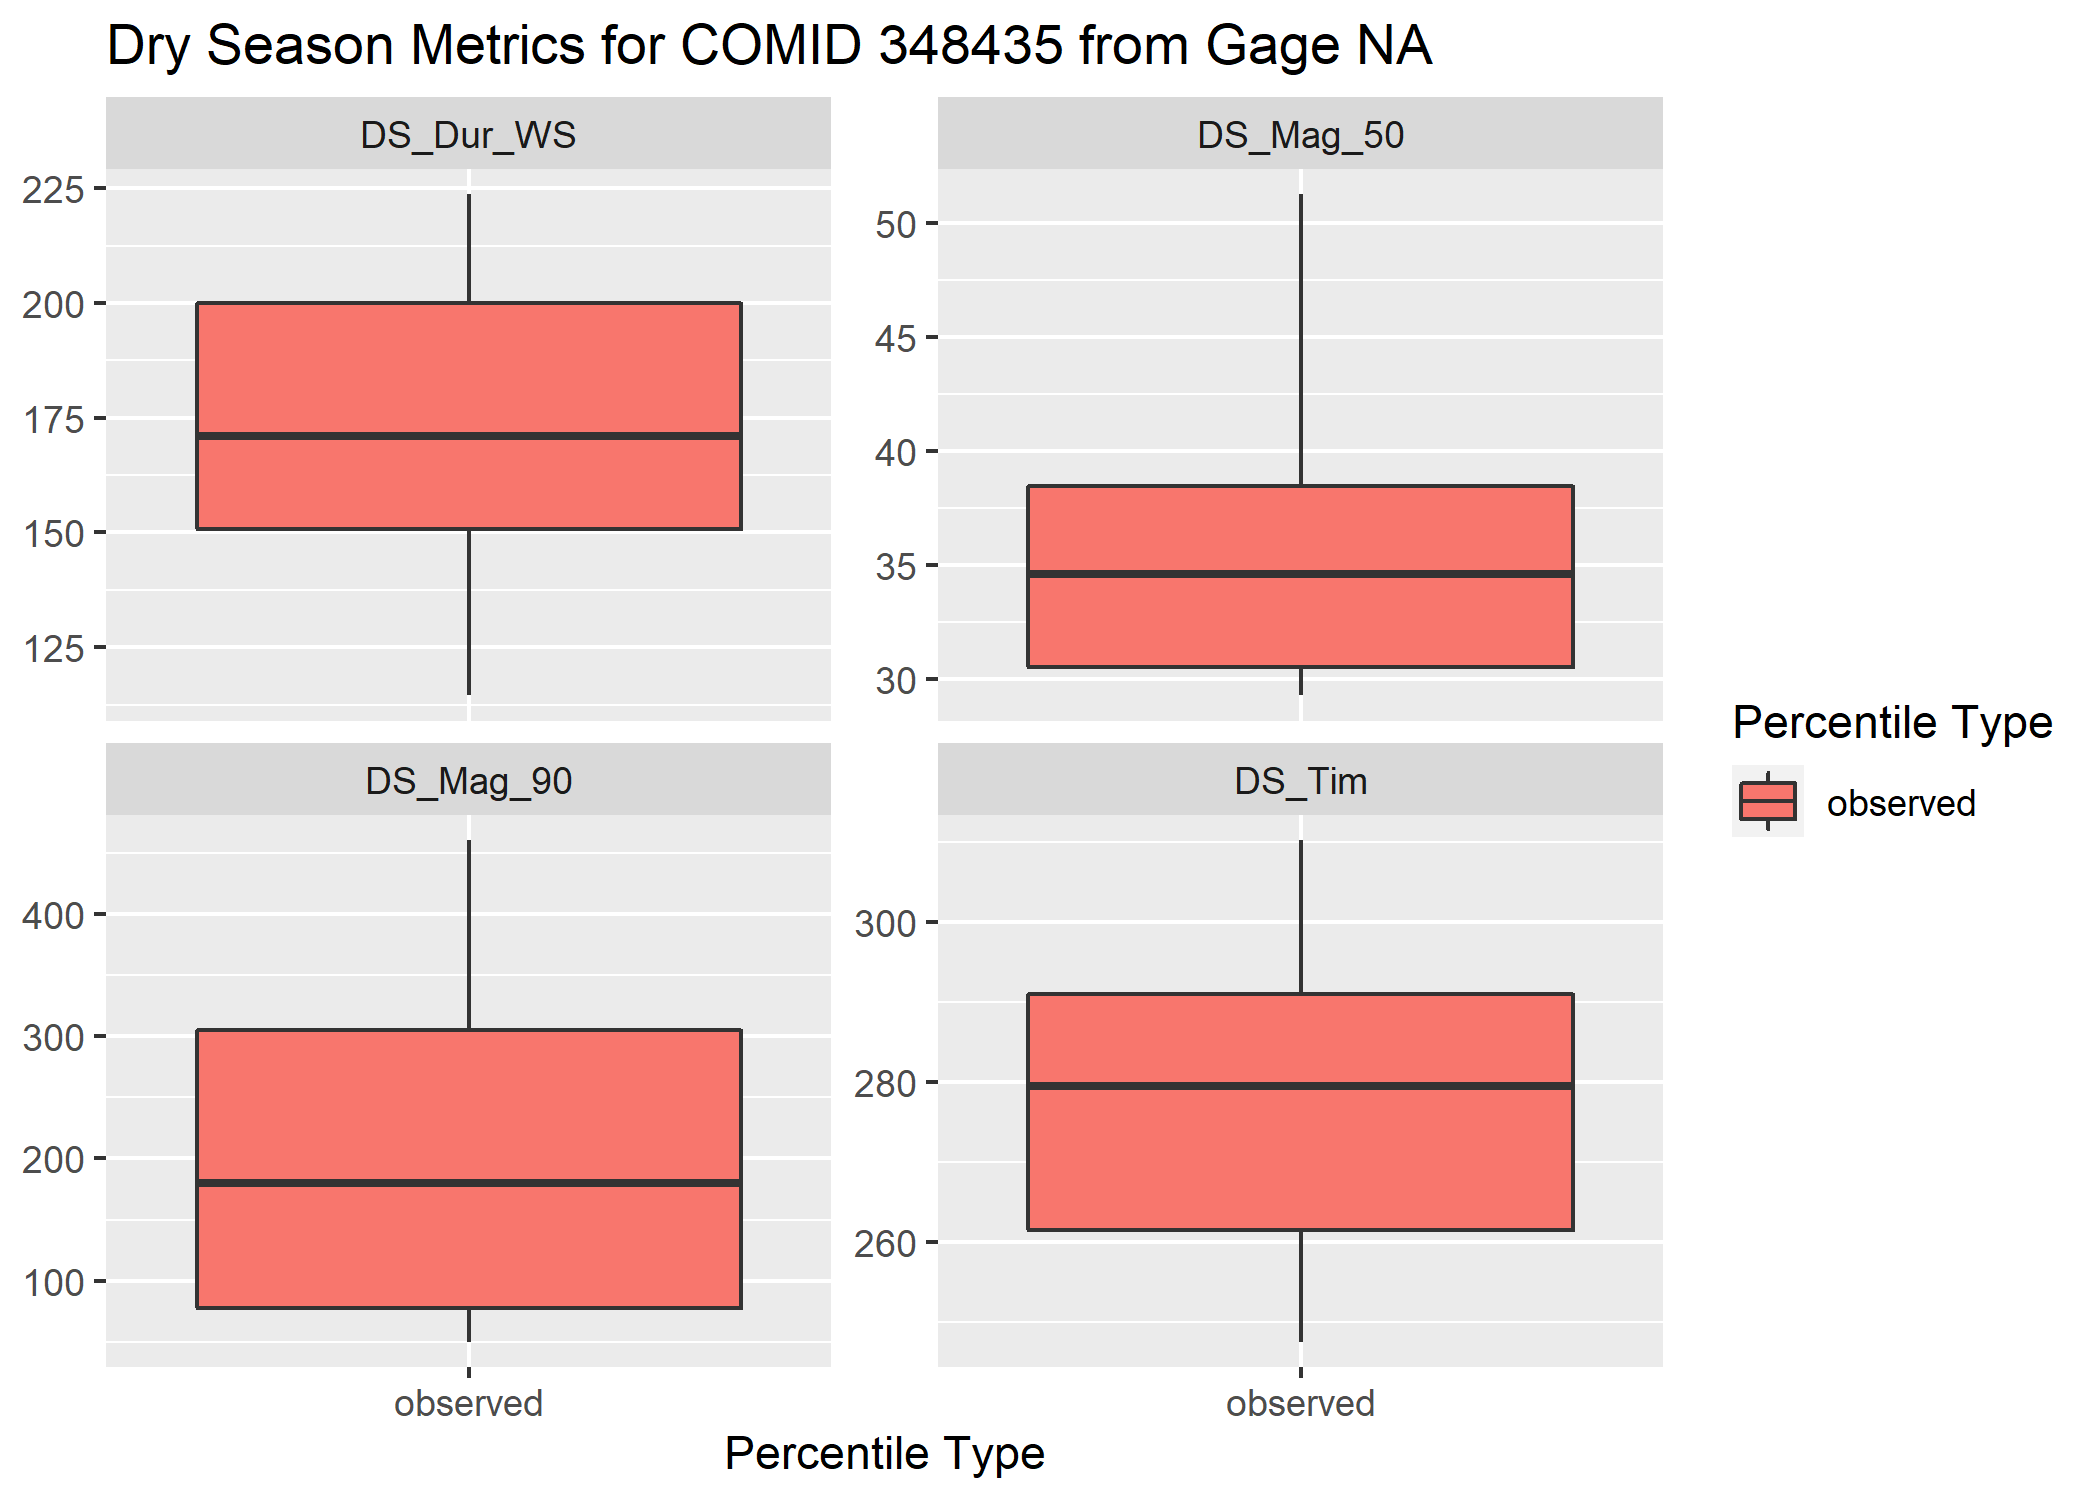 Dry Season Metrics for COMID 348435 from Gage NA
DS_Dur_WS
225
200
175
150
125
DS_Mag_50
50
45
40
35
30
DS_Mag_90
400
300
200
100
observed
DS_Tim
300
280
260
observed
Percentile Type
Percentile Type
observed